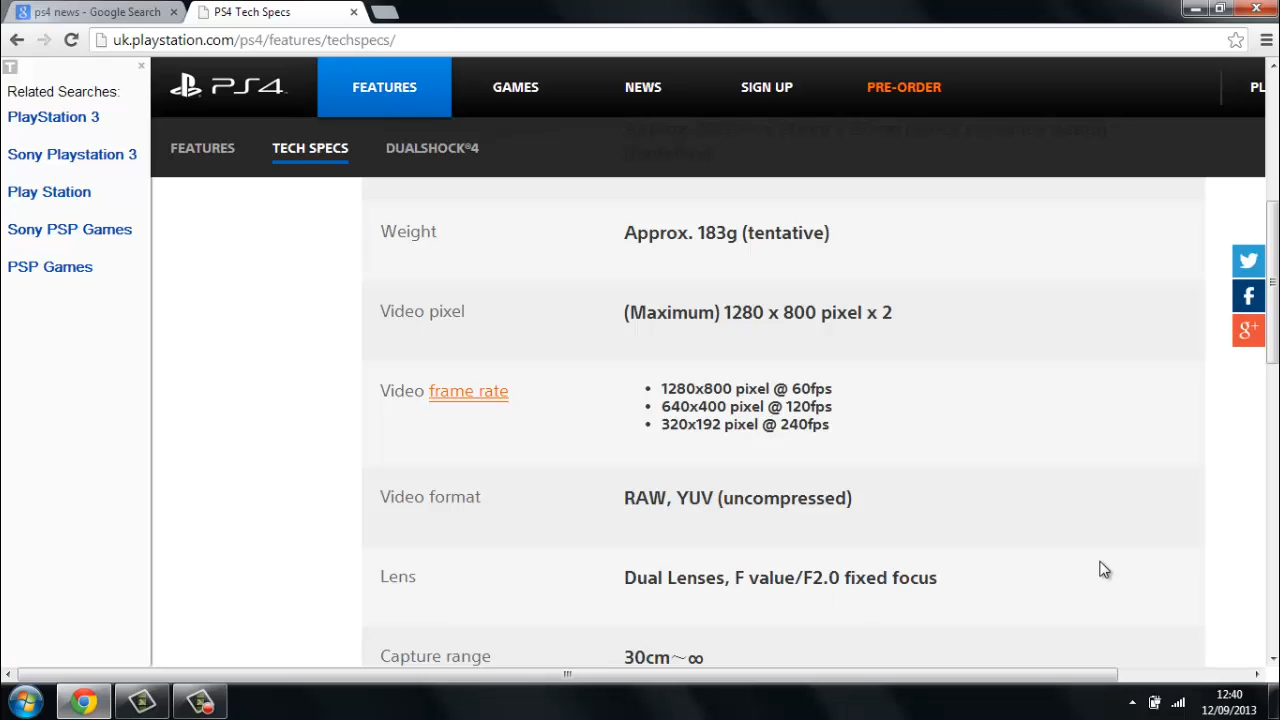 ps4 news - Google Search
PS4 Tech Specs
uk.playstation.com/ps4/features/techspecs/
Related Searches:
PlayStation 3
Sony Playstation 3
Play Station
Sony PSP Games
PSP Games
PS4
FEATURES
GAMES
NEWS
SIGN UP
PRE-ORDER
PL
FEATURES
TECH SPECS
DUALSHOCK®4
Weight
Approx. 183g (tentative)
Video pixel
(Maximum) 1280 x 800 pixel x 2
Video frame rate
• 1280x800 pixel @ 60fps
• 640x400 pixel @ 120fps
• 320x192 pixel @ 240fps
Video format
RAW, YUV (uncompressed)
Lens
Dual Lenses, F value/F2.0 fixed focus
Capture range
30cm~∞
12:40
12/09/2013